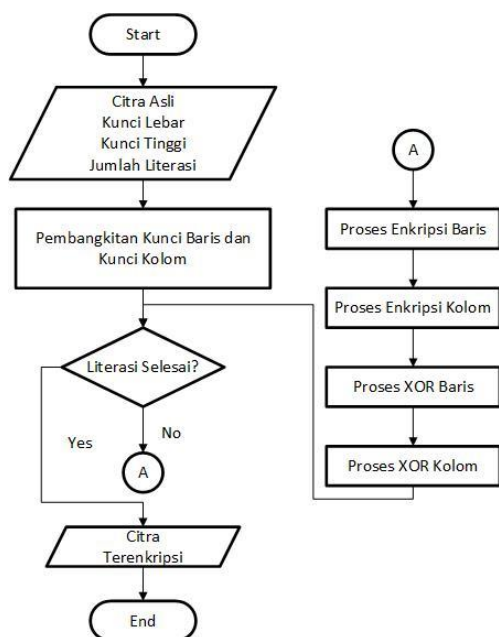 Start
Citra Asli
Kunci Lebar
Kunci Tinggi
Jumlah Literasi
Pembangkitan Kunci Baris dan
Kunci Kolom
Literasi Selesai?
Yes
No
A
Citra
Terenkripsi
End
A
Proses Enkripsi Baris
Proses Enkripsi Kolom
Proses XOR Baris
Proses XOR Kolom